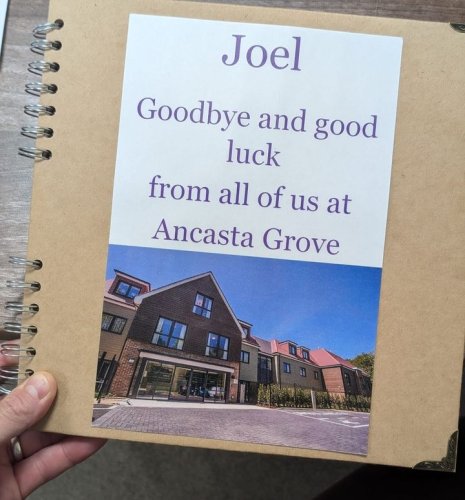 Joel
Goodbye and good
luck
from all of us at
Ancasta Grove